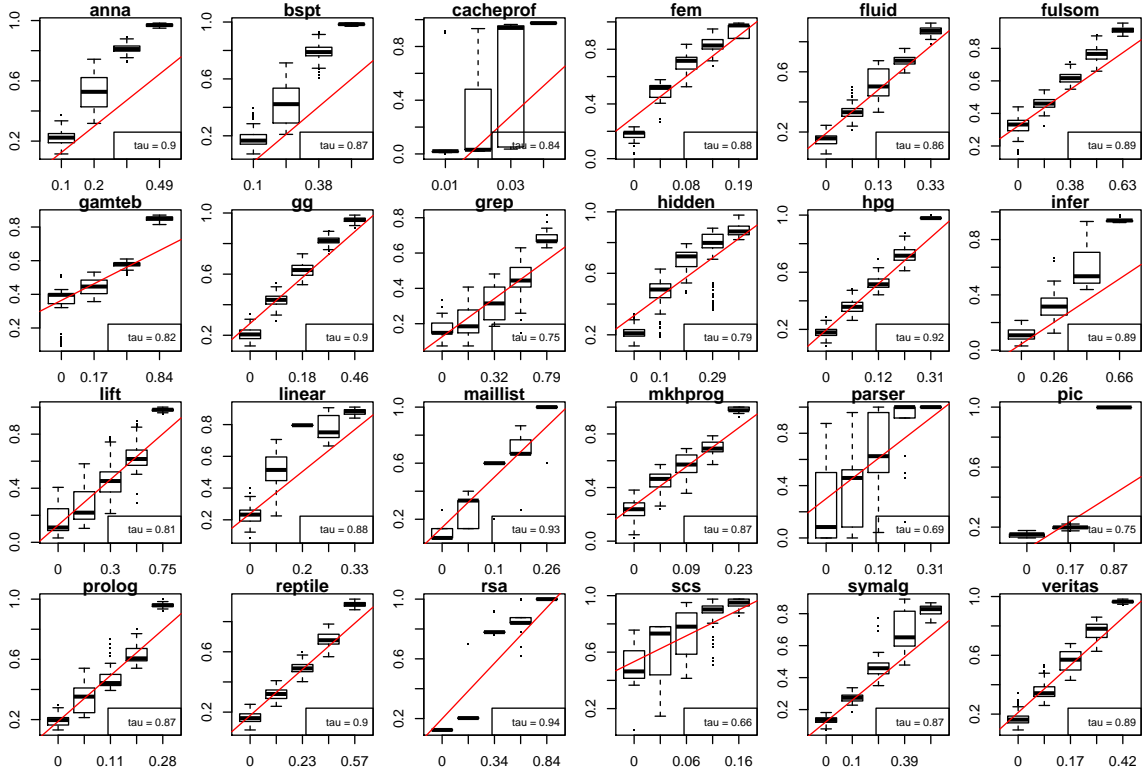 anna
1.0
0.6
0.2
tau = 0.9
0.1 0.2 0.49
bspt
1.0
0.6
0.2
tau = 0.87
0.1 0.38
cacheprof
0.8
0.4
0.0
tau = 0.84
0.01 0.03
fem
0.8
0.4
0.0
tau = 0.88
0 0.08 0.19
fluid
0.8
0.4
0.0
tau = 0.86
0 0.13 0.33
fulsom
1.0
0.6
0.2
tau = 0.89
0 0.38 0.63
gamteb
0.8
0.6
0.4
0.2
tau = 0.82
0 0.17 0.84
gg
1.0
0.6
0.2
tau = 0.9
0 0.18 0.46
grep
0.8
0.4
0.0
tau = 0.75
0 0.32 0.79
hidden
1.0
0.6
0.2
tau = 0.79
0 0.1 0.29
hpg
1.0
0.6
0.2
tau = 0.92
0 0.12 0.31
infer
0.8
0.4
0.0
tau = 0.89
0 0.26 0.66
lift
0.8
0.4
0.0
tau = 0.81
0 0.3 0.75
linear
0.6
0.2
tau = 0.88
0 0.2 0.33
maillist
1.0
0.6
0.2
tau = 0.93
0 0.1 0.26
mkhprog
0.8
0.4
0.0
tau = 0.87
0 0.09 0.23
parser
0.8
0.4
0.0
tau = 0.69
0 0.12 0.31
pic
1.0
0.6
0.2
tau = 0.75
0 0.17 0.87
prolog
1.0
0.6
0.2
tau = 0.87
0 0.11 0.28
reptile
1.0
0.6
0.2
tau = 0.9
0 0.23 0.57
rsa
1.0
0.6
0.2
tau = 0.94
0 0.34 0.84
scs
1.0
0.6
0.2
tau = 0.66
0 0.06 0.16
symalg
0.6
0.2
tau = 0.87
0 0.1 0.39
veritas
1.0
0.6
0.2
tau = 0.89
0 0.17 0.42